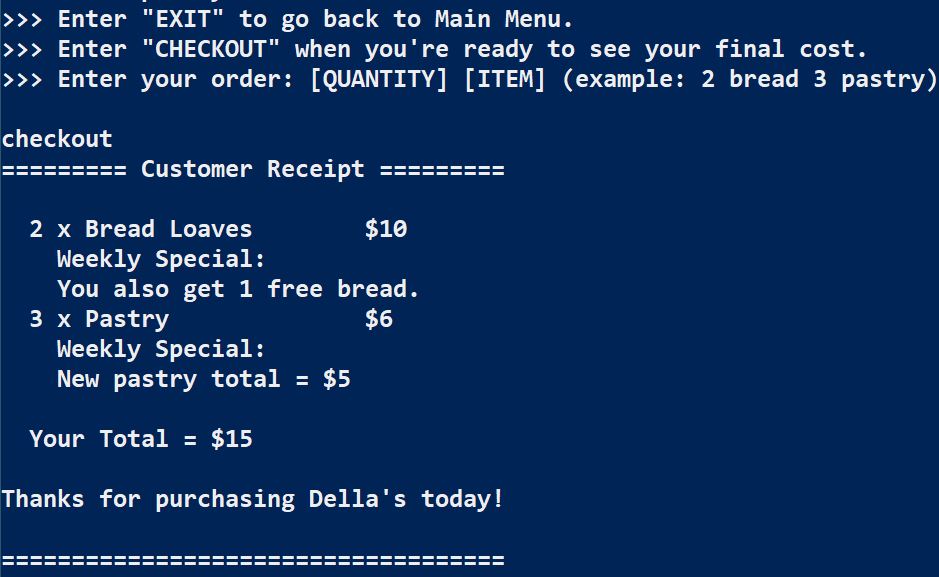 >>> Enter "EXIT" to go back to Main Menu.
>>> Enter "CHECKOUT" when you're ready to see your final cost.
>>> Enter your order: [QUANTITY] [ITEM] (example: 2 bread 3 pastry)
checkout
========= Customer Receipt =========
2 x Bread Loaves $10
Weekly Special:
You also get 1 free bread.
3 x Pastry $6
Weekly Special:
New pastry total = $5
Your Total = $15
Thanks for purchasing Della's today!
====================================